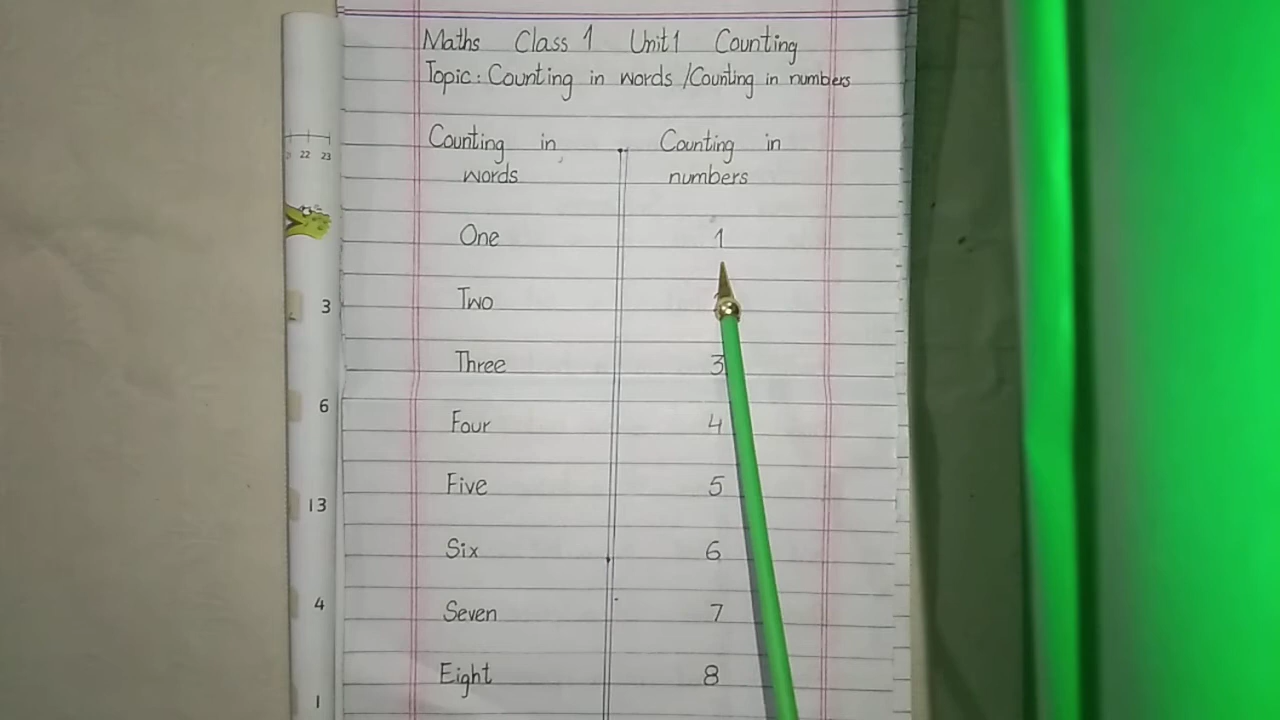 Maths Class 1 Unit 1 Counting
Topic: Counting in words /Counting in numbers
Counting in words
Counting in numbers
One 1
Two
Three 3
Four 4
Five 5
Six 6
Seven 7
Eight 8
22 23
3
6
13
4
1